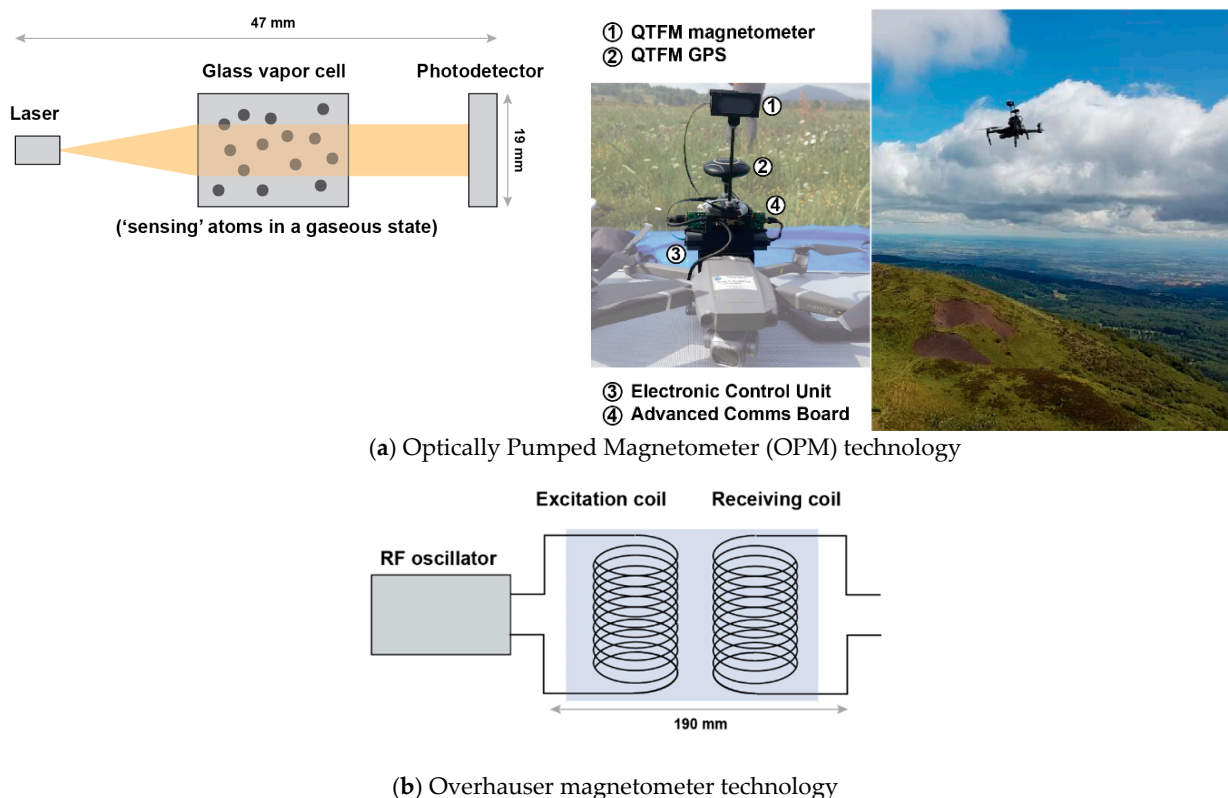 47 mm
Glass vapor cell
Photodetector
Laser
19 mm
(‘sensing’ atoms in a gaseous state)
① QTFM magnetometer
② QTFM GPS
①
②
④
③
③ Electronic Control Unit
④ Advanced Comms Board
(a) Optically Pumped Magnetometer (OPM) technology
Excitation coil
Receiving coil
RF oscillator
190 mm
(b) Overhauser magnetometer technology